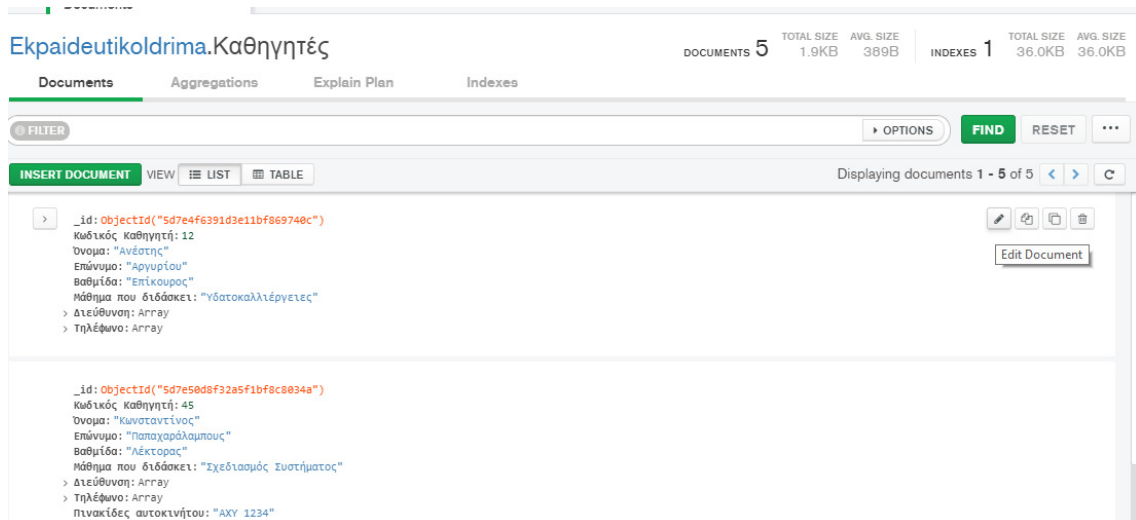 Documents
Ekpaideutikoldrima.Καθηγητές
DOCUMENTS 5 TOTAL SIZE 1.9KB AVG. SIZE 389B INDEXES 1 TOTAL SIZE 36.0KB AVG. SIZE 36.0KB
Documents Aggregations Explain Plan Indexes
FILTER OPTIONS FIND RESET ...
INSERT DOCUMENT VIEW LIST TABLE Displaying documents 1 - 5 of 5
_id: ObjectId("5d7e4f6391d3e11bf869740c")
Κωδικός Καθηγητή: 12
Όνομα: "Ανέστης"
Επώνυμο: "Αργυρίου"
Βαθμίδα: "Επίκουρος"
Μάθημα που διδάσκει: "Υδατοκαλλιέργειες"
> Διεύθυνση: Array
> Τηλέφωνο: Array
Edit Document
_id: ObjectId("5d7e50d8f32a5f1bf8c8034a")
Κωδικός Καθηγητή: 45
Όνομα: "Κωνσταντίνος"
Επώνυμο: "Παπαχαράλαμπους"
Βαθμίδα: "Λέκτορας"
Μάθημα που διδάσκει: "Σχεδιασμός Συστήματος"
> Διεύθυνση: Array
> Τηλέφωνο: Array
Πινακίδες αυτοκινήτου: "ΑΧΥ 1234"